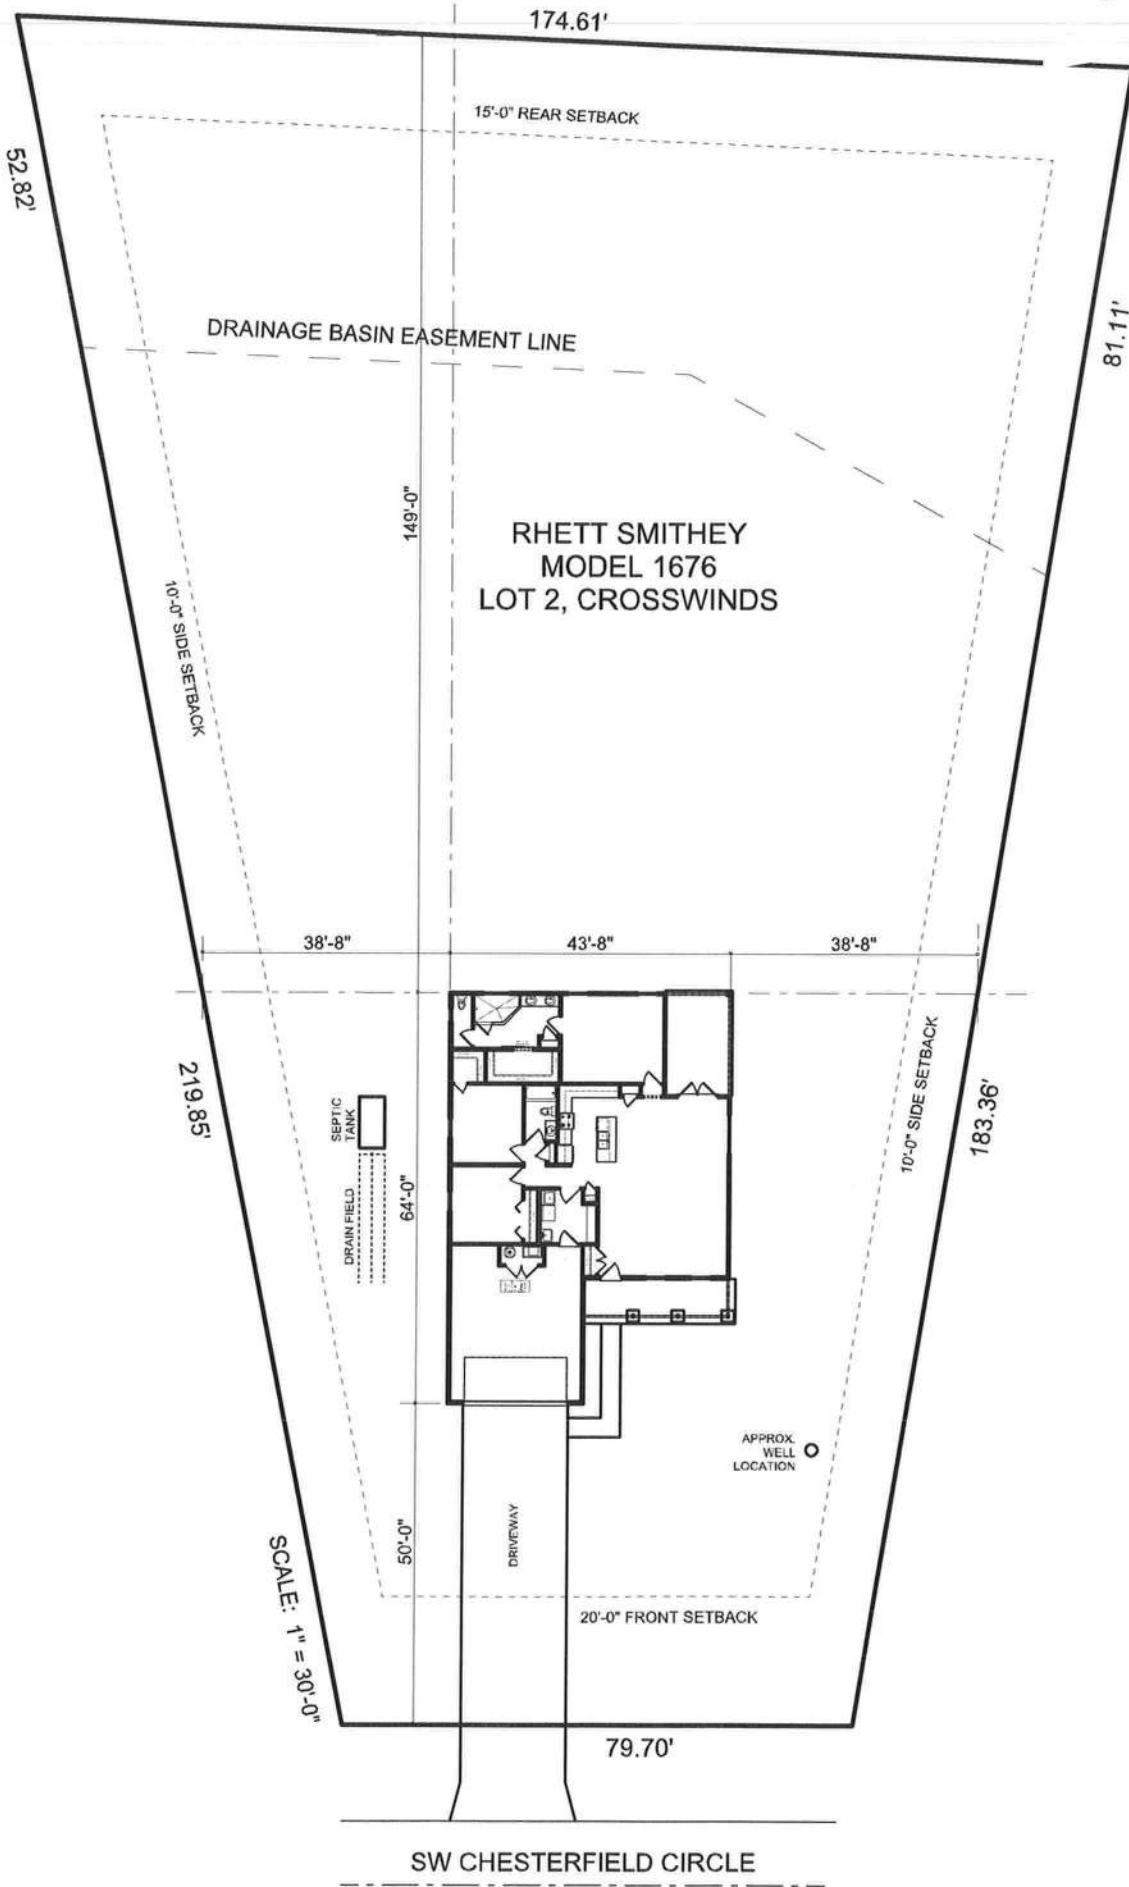 174.61'
15'-0" REAR SETBACK
52.82'
81.11'
DRAINAGE BASIN EASEMENT LINE
149'-0"
RHETT SMITHEY
MODEL 1676
LOT 2, CROSSWINDS
10'-0" SIDE SETBACK
38'-8"
43'-8"
38'-8"
219.85'
SEPTIC
TANK
10'-0" SIDE SETBACK
183.36'
64'-0"
DRAIN FIELD
APPROX.
WELL
LOCATION
50'-0"
DRIVEWAY
SCALE: 1" = 30'-0"
20'-0" FRONT SETBACK
79.70'
SW CHESTERFIELD CIRCLE